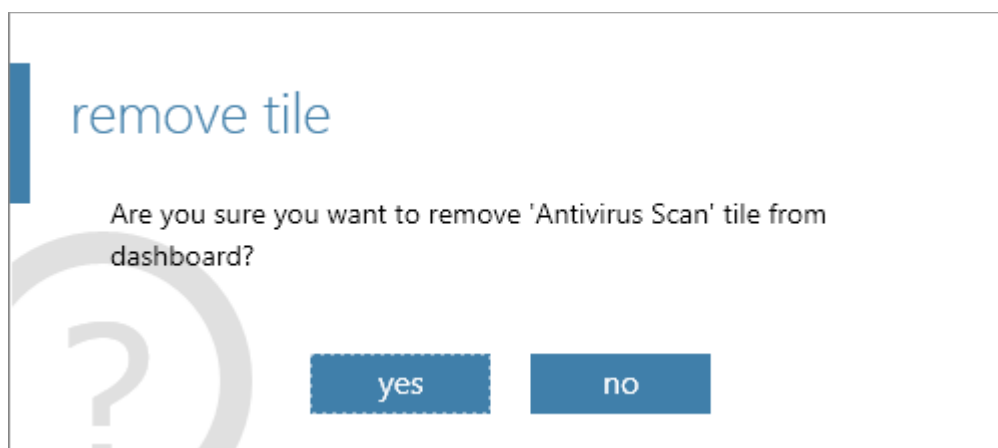 remove tile
Are you sure you want to remove 'Antivirus Scan' tile from
dashboard?
?
yes
no